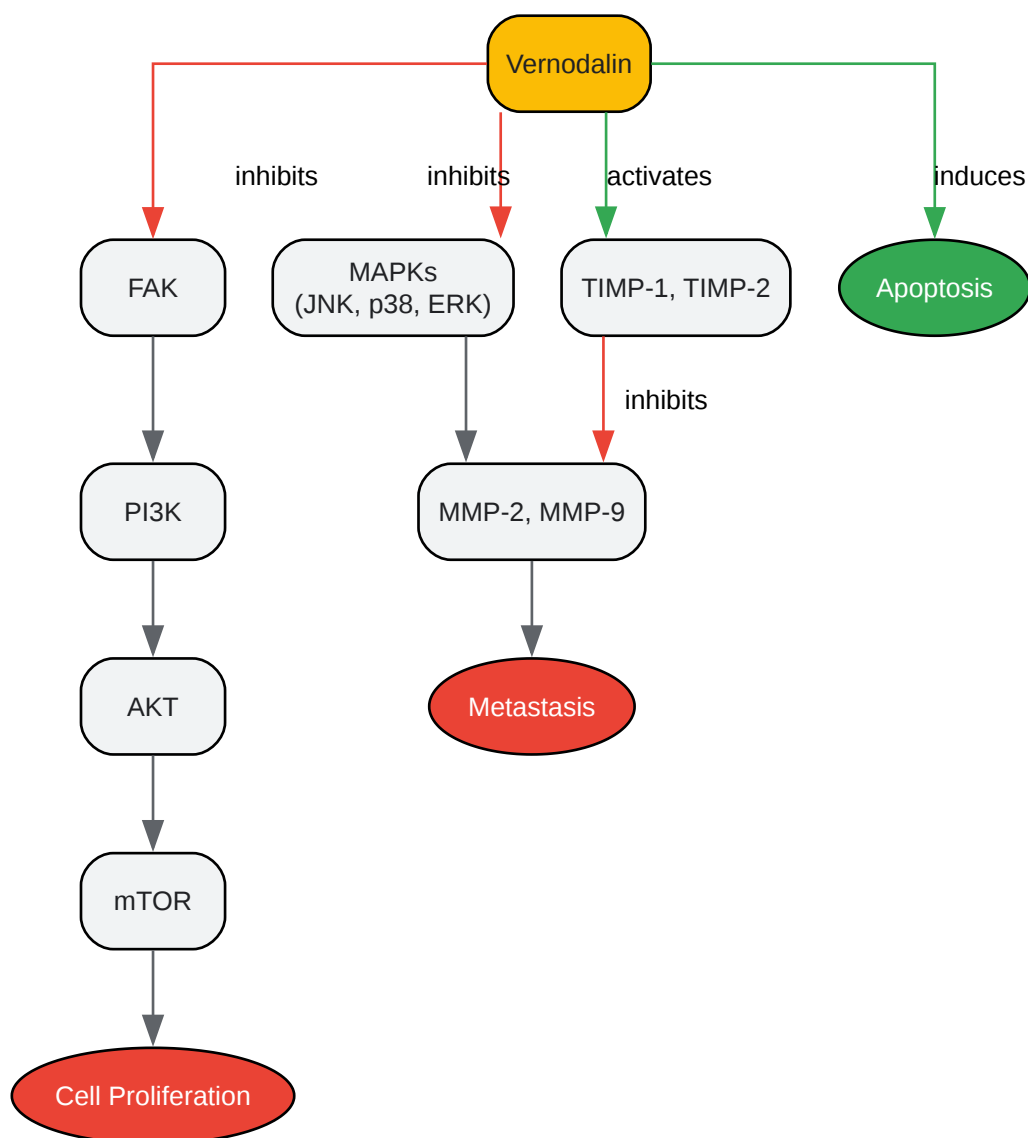 Vernodalin
inhibits
inhibits
activates
induces
FAK
MAPKs
(JNK, p38, ERK)
TIMP-1, TIMP-2
Apoptosis
inhibits
PI3K
MMP-2, MMP-9
AKT
Metastasis
mTOR
Cell Proliferation